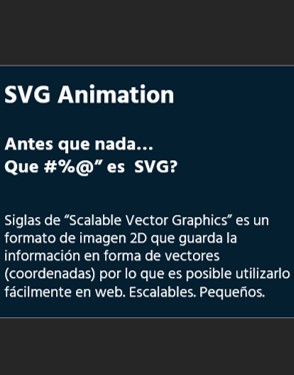 SVG Animation
Antes que nada...
Que #%@” es SVG?
Siglas de “Scalable Vector Graphics” es un
formato de imagen 2D que guarda la
información en forma de vectores
(coordenadas) por lo que es posible utilizarlo
fácilmente en web. Escalables. Pequeños.